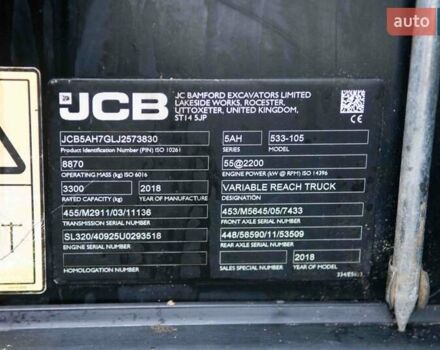 auto
JCB
JC BAMFORD EXCAVATORS LIMITED
LAKESIDE WORKS, ROCESTER,
UTTOXETER, UNITED KINGDOM,
ST14 5JP
CE
JCB5AH7GLJ2573830
Product Identification Number (PIN) ISO 10261
5AH 533-105
SERIES MODEL
8870
OPERATING MASS (kg) ISO 6016
55@2200
ENGINE POWER (kW @ RPM) ISO 14396
3300 2018
RATED CAPACITY (kg) YEAR OF MANUFACTURE
VARIABLE REACH TRUCK
DESIGNATION
455/M2911/03/11136
TRANSMISSION SERIAL NUMBER
453/M5645/05/7433
FRONT AXLE SERIAL NUMBER
SL320/40925U0293518
ENGINE SERIAL NUMBER
448/58590/11/53509
REAR AXLE SERIAL NUMBER
HOMOLOGATION NUMBER
2018
SALES SPECIAL NUMBER YEAR OF MODEL